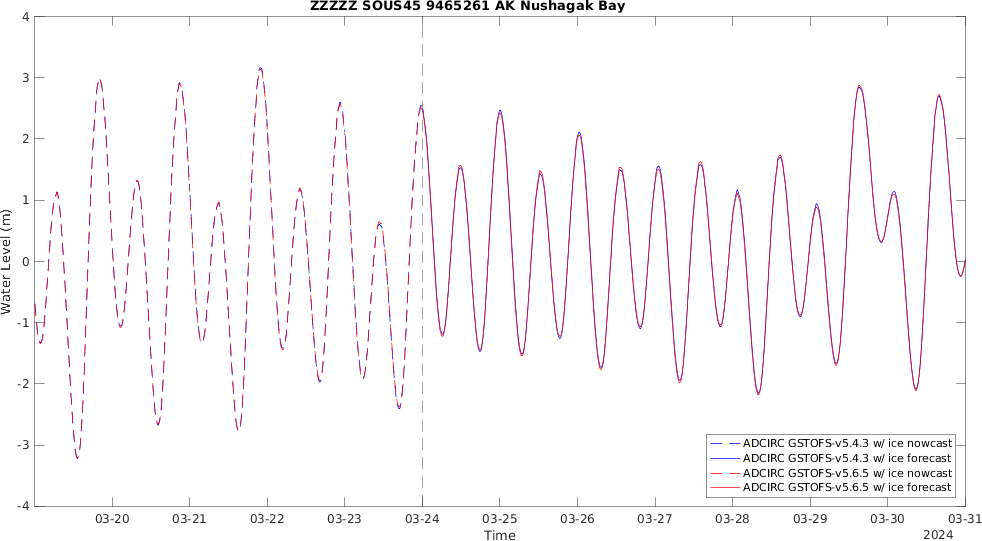 ZZZZZ SOUS45 9465261 AK Nushagak Bay
4
3
2
1
0
-1
-2
-3
-4
Water Level (m)
ADCIRC GSTOFS-v5.4.3 w/ ice nowcast
ADCIRC GSTOFS-v5.4.3 w/ ice forecast
ADCIRC GSTOFS-v5.6.5 w/ ice nowcast
ADCIRC GSTOFS-v5.6.5 w/ ice forecast
03-20 03-21 03-22 03-23 03-24 03-25 03-26 03-27 03-28 03-29 03-30 03-31
Time 2024